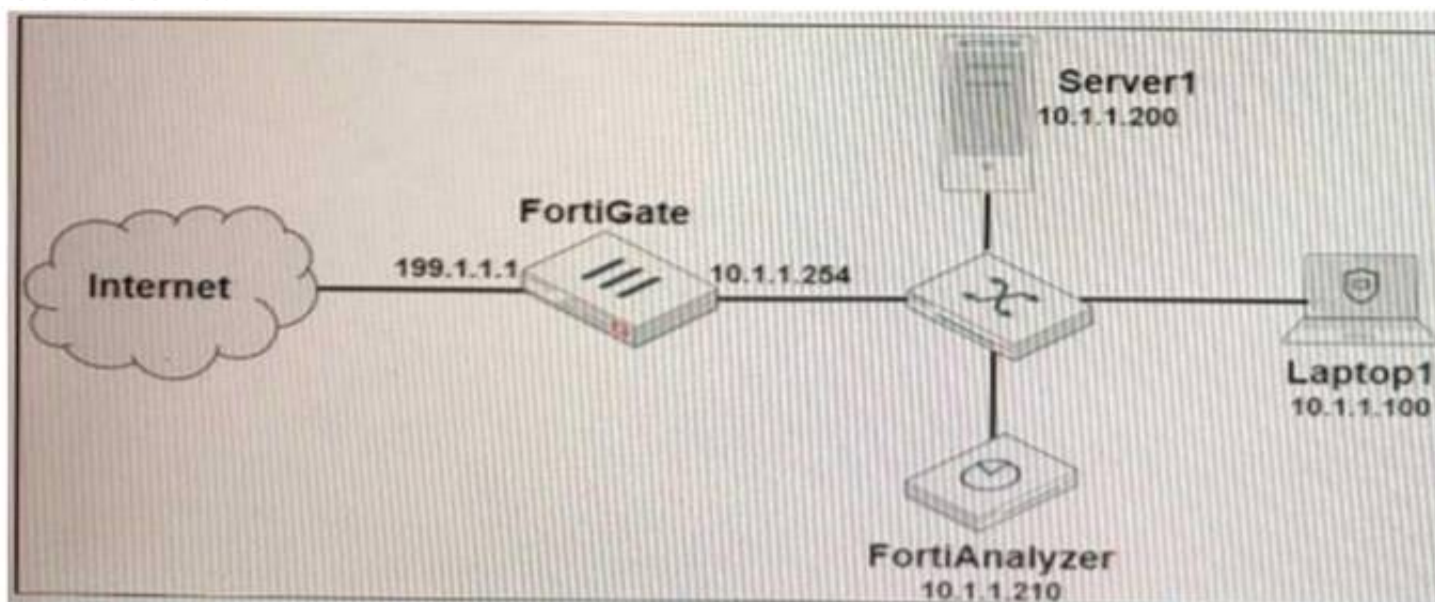 Server1
10.1.1.200
FortiGate
199.1.1.1
10.1.1.254
Internet
Laptop1
10.1.1.100
FortiAnalyzer
10.1.1.210